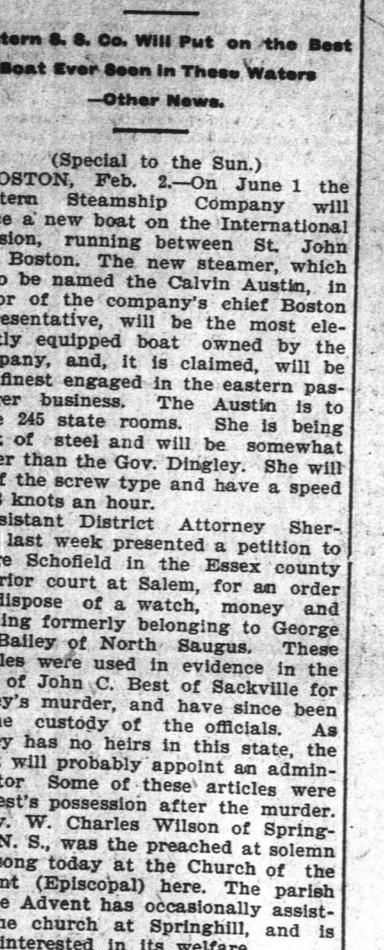 tern S. S. Co. Will Put on the Best
Boat Ever Seen in These Waters
—Other News.
(Special to the Sun.)
OSTON, Feb. 2.—On June 1 the
tern Steamship Company will
e a new boat on the International
sion, running between St. John
Boston. The new steamer, which
o be named the Calvin Austin, in
or of the company's chief Boston
esentative, will be the most ele-
tly equipped boat owned by the
pany, and, it is claimed, will be
finest engaged in the eastern pas-
er business. The Austin is to
e 245 state rooms. She is being
t of steel and will be somewhat
er than the Gov. Dingley. She will
f the screw type and have a speed
8 knots an hour.
sistant District Attorney Sher-
last week presented a petition to
e Schofield in the Essex county
rior court at Salem, for an order
dispose of a watch, money and
ing formerly belonging to George
Bailey of North Saugus. These
les were used in evidence in the
of John C. Best of Sackville for
ey's murder, and have since been
e custody of the officials. As
y has no heirs in this state, the
t will probably appoint an admin-
tor Some of these articles were
est's possession after the murder.
v. W. Charles Wilson of Spring-
N. S., was the preached at solemn
song today at the Church of the
nt (Episcopal) here. The parish
e Advent has occasionally assist-
he church at Springhill, and is
interested in its welfare.